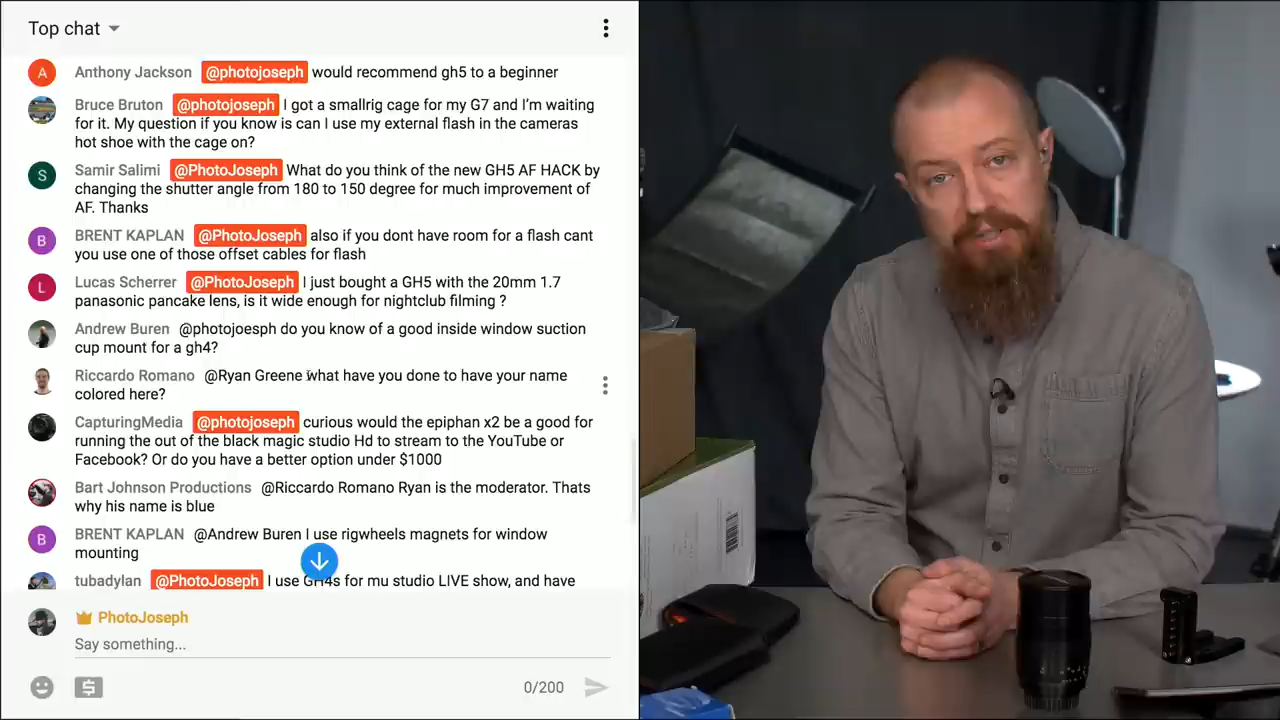 Top chat
A Anthony Jackson @photojoseph would recommend gh5 to a beginner
Bruce Bruton @photojoseph I got a smallrig cage for my G7 and I'm waiting
for it. My question if you know is can I use my external flash in the cameras
hot shoe with the cage on?
S Samir Salimi @PhotoJoseph What do you think of the new GH5 AF HACK by
changing the shutter angle from 180 to 150 degree for much improvement of
AF. Thanks
B BRENT KAPLAN @PhotoJoseph also if you dont have room for a flash cant
you use one of those offset cables for flash
L Lucas Scherrer @PhotoJoseph I just bought a GH5 with the 20mm 1.7
panasonic pancake lens, is it wide enough for nightclub filming ?
Andrew Buren @photojoesph do you know of a good inside window suction
cup mount for a gh4?
Riccardo Romano @Ryan Greene what have you done to have your name
colored here?
CapturingMedia @photojoseph curious would the epiphan x2 be a good for
running the out of the black magic studio Hd to stream to the YouTube or
Facebook? Or do you have a better option under $1000
Bart Johnson Productions @Riccardo Romano Ryan is the moderator. Thats
why his name is blue
B BRENT KAPLAN @Andrew Buren I use rigwheels magnets for window
mounting
tubadylan @PhotoJoseph I use GH4s for mu studio LIVE show, and have
PhotoJoseph
Say something...
$ 0/200